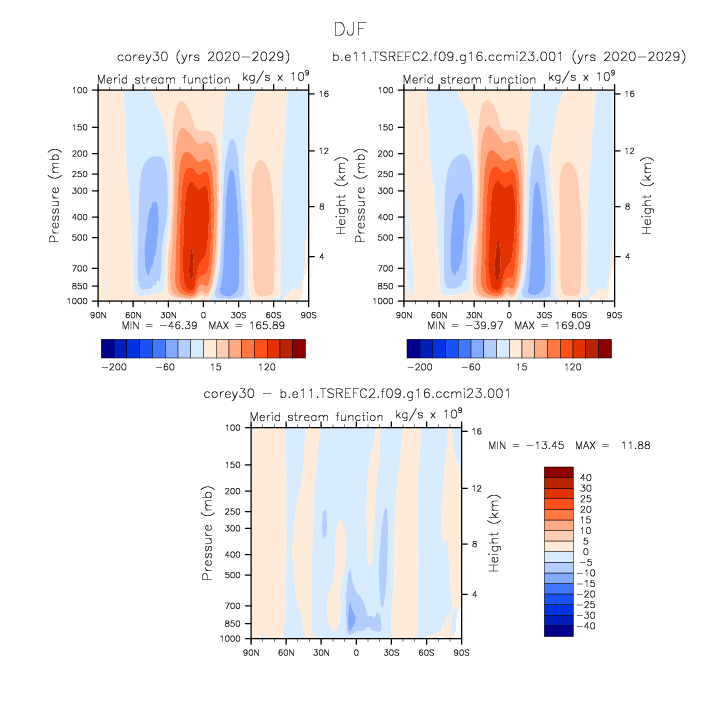 DJF
corey30 (yrs 2020-2029)
b.e11.TSREFC2.f09.g16.ccmi23.001 (yrs 2020-2029)
Merid stream function kg/s x 10⁹
Merid stream function kg/s x 10⁹
100
150
200
250
300
400
500
700
850
1000
Pressure (mb)
16
12
8
4
Height (km)
90N 60N 30N 0 30S 60S 90S
MIN = -46.39 MAX = 165.89
-200 -60 15 120
100
150
200
250
300
400
500
700
850
1000
Pressure (mb)
16
12
8
4
Height (km)
90N 60N 30N 0 30S 60S 90S
MIN = -39.97 MAX = 169.09
-200 -60 15 120
corey30 - b.e11.TSREFC2.f09.g16.ccmi23.001
Merid stream function kg/s x 10⁹
100
150
200
250
300
400
500
700
850
1000
Pressure (mb)
16
12
8
4
Height (km)
90N 60N 30N 0 30S 60S 90S
MIN = -13.45 MAX = 11.88
40
30
25
20
15
10
5
0
-5
-10
-15
-20
-25
-30
-40